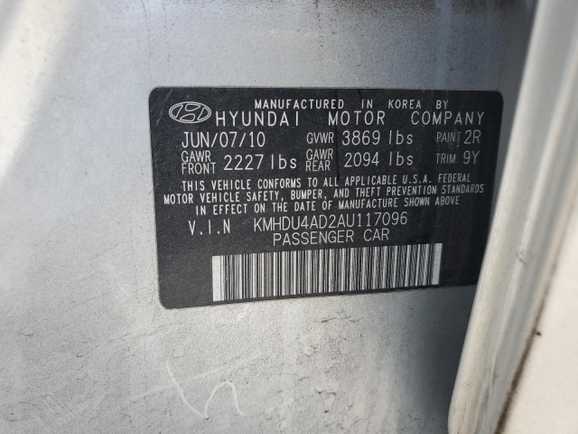 MANUFACTURED IN KOREA BY
HYUNDAI MOTOR COMPANY
JUN/07/10 GVWR 3869 lbs PAINT 2R
GAWR FRONT 2227 lbs GAWR REAR 2094 lbs TRIM 9Y
THIS VEHICLE CONFORMS TO ALL APPLICABLE U.S.A. FEDERAL
MOTOR VEHICLE SAFETY, BUMPER, AND THEFT PREVENTION STANDARDS
IN EFFECT ON THE DATE OF MANUFACTURE SHOWN ABOVE
V.I.N KMHDU4AD2AU117096
PASSENGER CAR